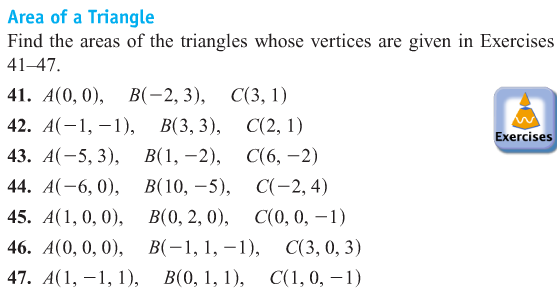 Area of a Triangle
Find the areas of the triangles whose vertices are given in Exercises
41–47.
41. A(0, 0), B(−2, 3), C(3, 1)
42. A(−1, −1), B(3, 3), C(2, 1)
Exercises
43. A(−5, 3), B(1, −2), C(6, −2)
44. A(−6, 0), B(10, −5), C(−2, 4)
45. A(1, 0, 0), B(0, 2, 0), C(0, 0, −1)
46. A(0, 0, 0), B(−1, 1, −1), C(3, 0, 3)
47. A(1, −1, 1), B(0, 1, 1), C(1, 0, −1)